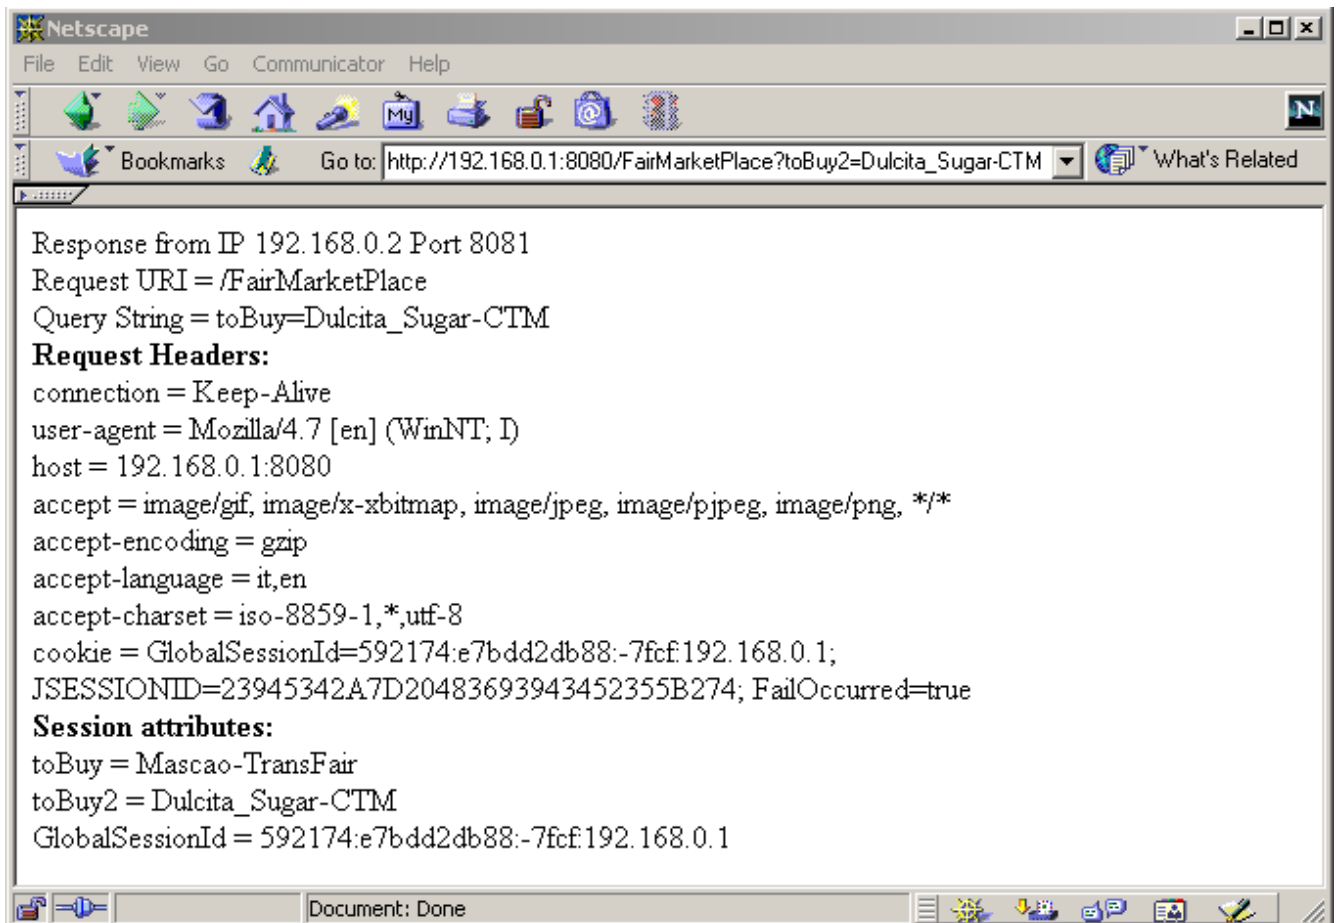 Netscape
File Edit View Go Communicator Help
My
N
Bookmarks Go to: http://192.168.0.1:8080/FairMarketPlace?toBuy2=Dulcita_Sugar-CTM What's Related
Response from IP 192.168.0.2 Port 8081
Request URI = /FairMarketPlace
Query String = toBuy=Dulcita_Sugar-CTM
Request Headers:
connection = Keep-Alive
user-agent = Mozilla/4.7 [en] (WinNT; I)
host = 192.168.0.1:8080
accept = image/gif, image/x-xbitmap, image/jpeg, image/pjpeg, image/png, */*
accept-encoding = gzip
accept-language = it,en
accept-charset = iso-8859-1,*,utf-8
cookie = GlobalSessionId=592174:e7bdd2db88:-7fcf:192.168.0.1;
JSESSIONID=23945342A7D20483693943452355B274; FailOccurred=true
Session attributes:
toBuy = Mascao-TransFair
toBuy2 = Dulcita_Sugar-CTM
GlobalSessionId = 592174:e7bdd2db88:-7fcf:192.168.0.1
Document: Done